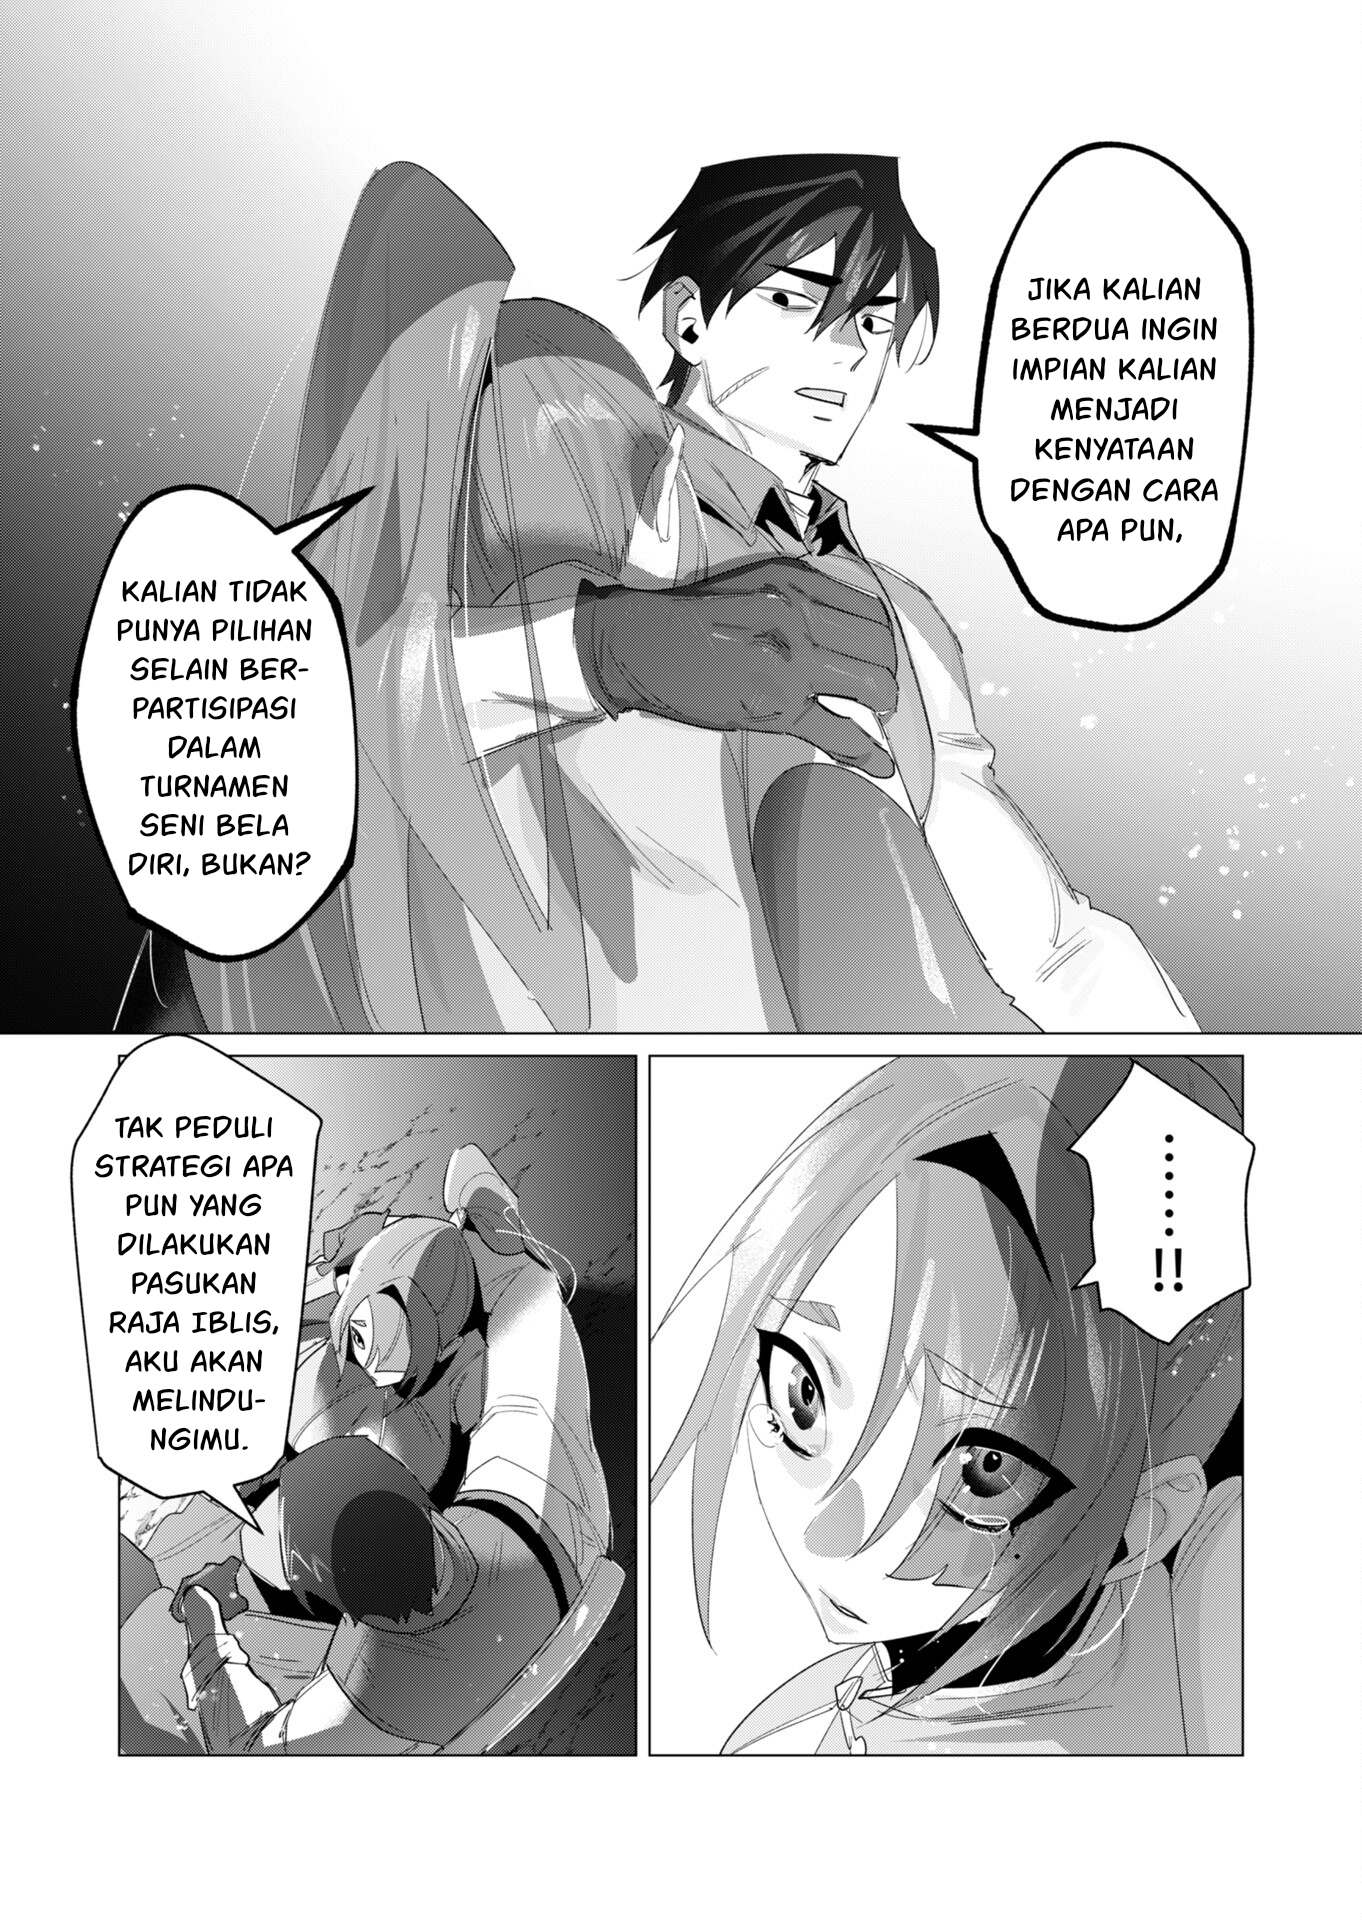 JIKA KALIAN
BERDUA INGIN
IMPIAN KALIAN
MENJADI
KENYATAAN
DENGAN CARA
APA PUN,
KALIAN TIDAK
PUNYA PILIHAN
SELAIN BER-
PARTISIPASI
DALAM
TURNAMEN
SENI BELA
DIRI, BUKAN?
......!!
TAK PEDULI
STRATEGI APA
PUN YANG
DILAKUKAN
PASUKAN
RAJA IBLIS,
AKU AKAN
MELINDU-
NGIMU.